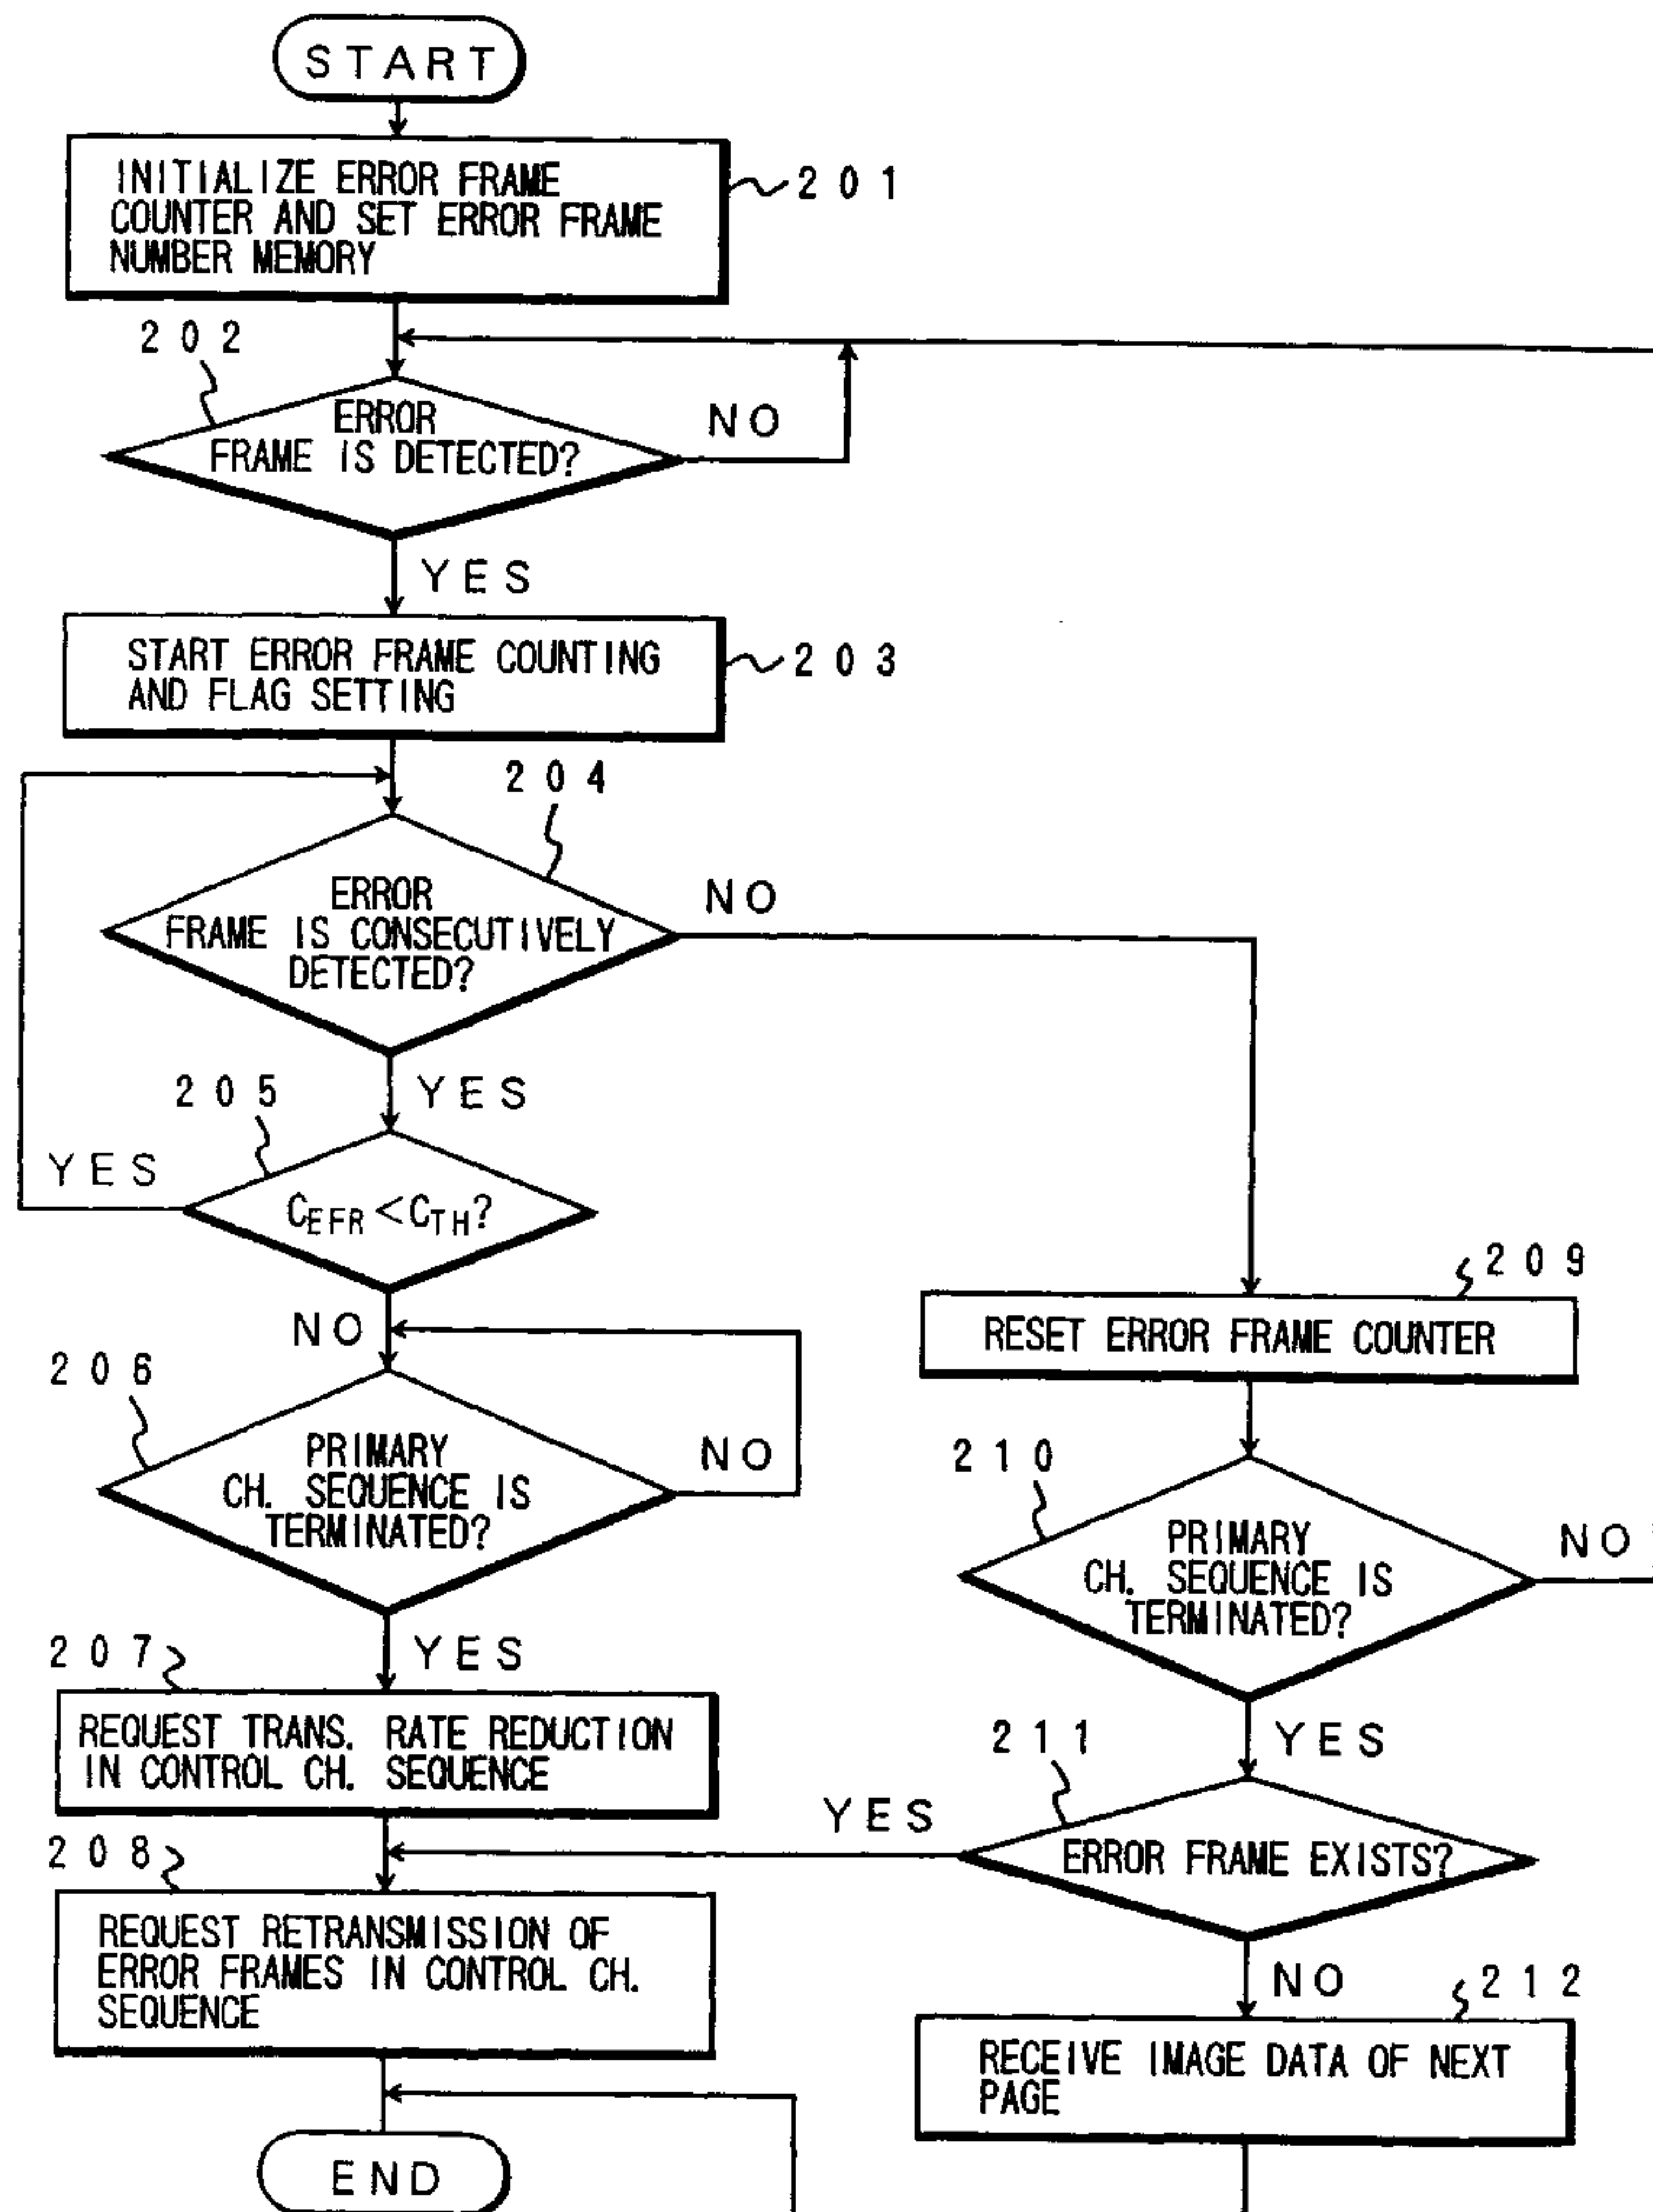 START
INITIALIZE ERROR FRAME
COUNTER AND SET ERROR FRAME
NUMBER MEMORY
201
202
ERROR
FRAME IS DETECTED?
NO
YES
START ERROR FRAME COUNTING
AND FLAG SETTING
203
204
ERROR
FRAME IS CONSECUTIVELY
DETECTED?
NO
YES
205
YES
CEFR<CTH?
NO
206
PRIMARY
CH. SEQUENCE IS
TERMINATED?
NO
YES
207
REQUEST TRANS. RATE REDUCTION
IN CONTROL CH. SEQUENCE
208
REQUEST RETRANSMISSION OF
ERROR FRAMES IN CONTROL CH.
SEQUENCE
END
209
RESET ERROR FRAME COUNTER
210
PRIMARY
CH. SEQUENCE IS
TERMINATED?
NO
YES
211
YES
ERROR FRAME EXISTS?
NO
212
RECEIVE IMAGE DATA OF NEXT
PAGE